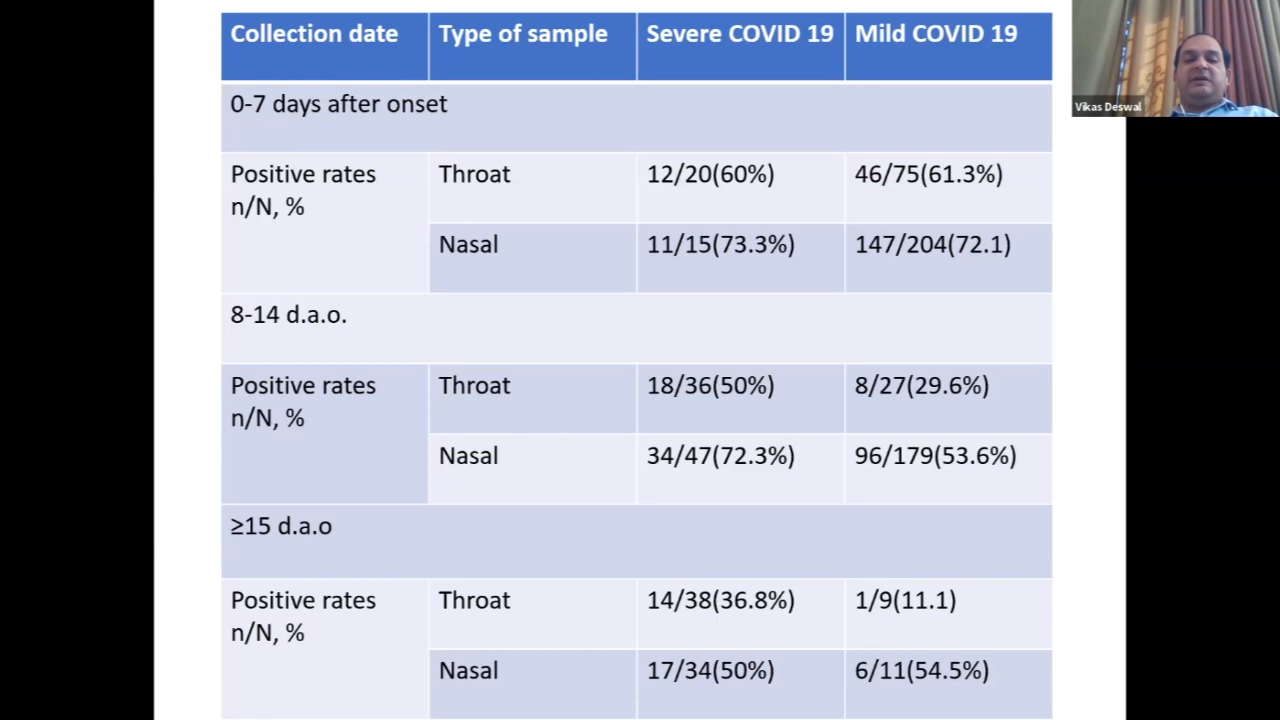 Collection date Type of sample Severe COVID 19 Mild COVID 19
Vikas Deswal
0-7 days after onset
Positive rates Throat 12/20(60%) 46/75(61.3%)
n/N, %
Nasal 11/15(73.3%) 147/204(72.1)
8-14 d.a.o.
Positive rates Throat 18/36(50%) 8/27(29.6%)
n/N, %
Nasal 34/47(72.3%) 96/179(53.6%)
≥15 d.a.o
Positive rates Throat 14/38(36.8%) 1/9(11.1)
n/N, %
Nasal 17/34(50%) 6/11(54.5%)